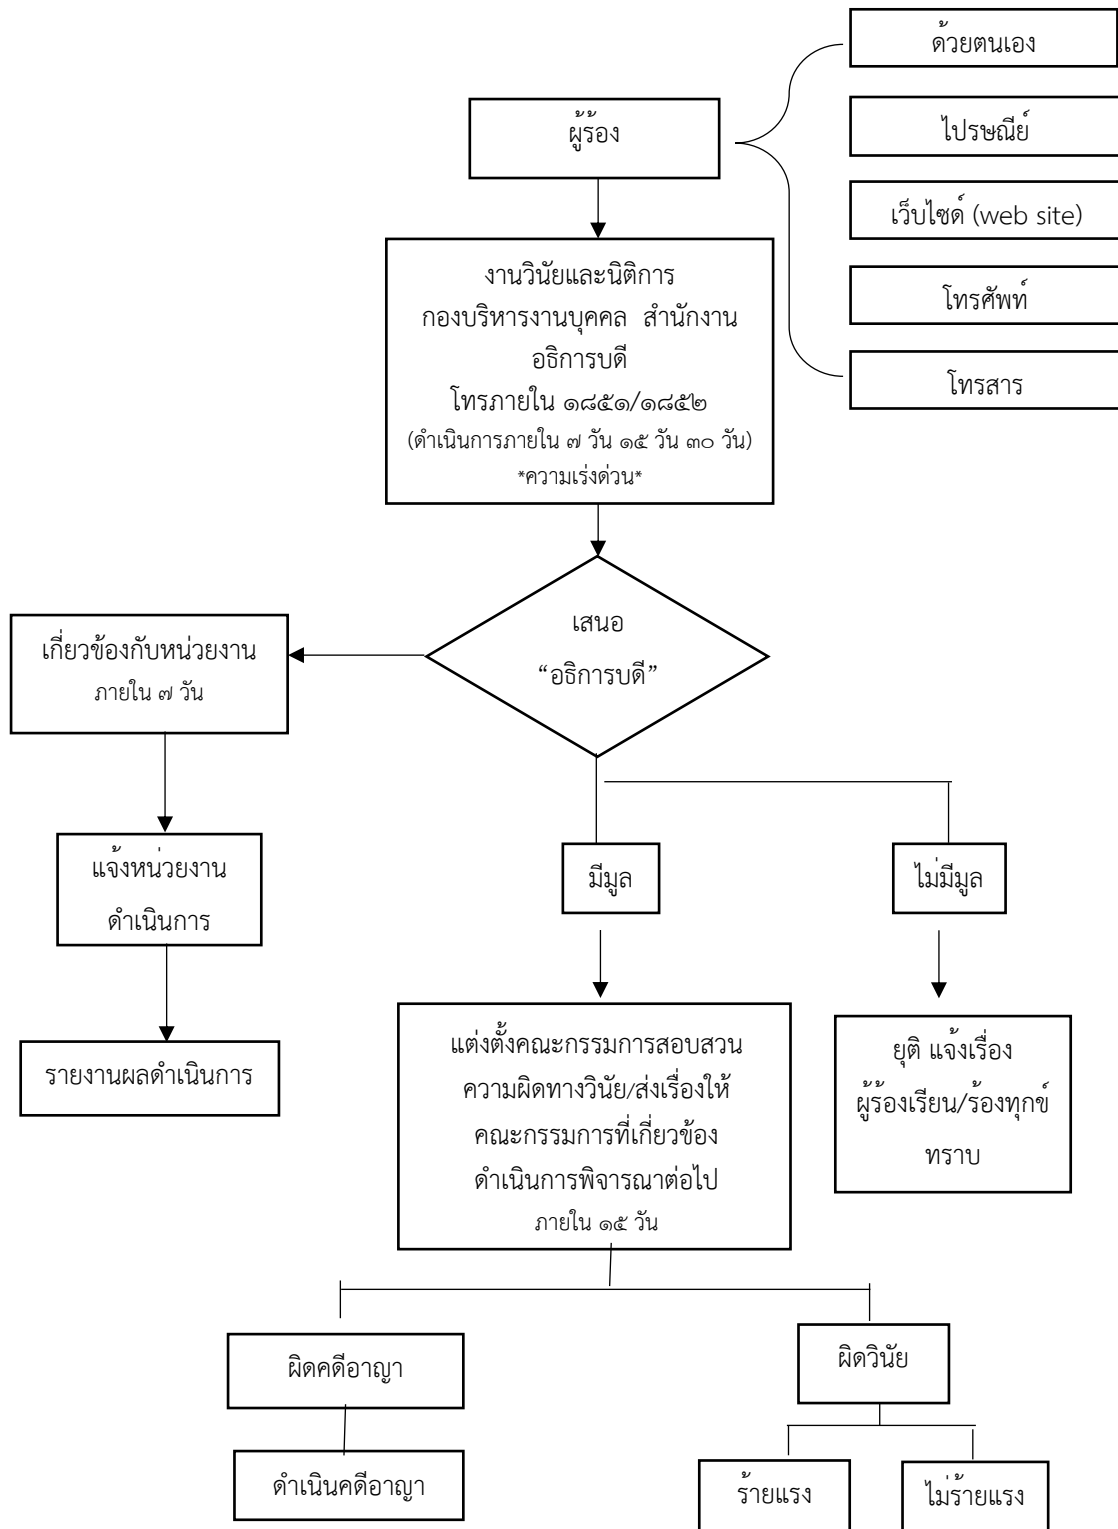 ด้วยตนเอง
ผู้ร้อง
ไปรษณีย์
เว็บไซด์ (web site)
โทรศัพท์
โทรสาร
งานวินัยและนิติการ
กองบริหารงานบุคคล สำนักงาน
อธิการบดี
โทรภายใน ๑๘๕๑/๑๘๕๒
(ดำเนินการภายใน ๗ วัน ๑๕ วัน ๓๐ วัน)
*ความเร่งด่วน*
เสนอ
“อธิการบดี”
เกี่ยวข้องกับหน่วยงาน
ภายใน ๗ วัน
แจ้งหน่วยงาน
ดำเนินการ
รายงานผลดำเนินการ
มีมูล
ไม่มีมูล
แต่งตั้งคณะกรรมการสอบสวน
ความผิดทางวินัย/ส่งเรื่องให้
คณะกรรมการที่เกี่ยวข้อง
ดำเนินการพิจารณาต่อไป
ภายใน ๑๕ วัน
ยุติ แจ้งเรื่อง
ผู้ร้องเรียน/ร้องทุกข์
ทราบ
ผิดคดีอาญา
ดำเนินคดีอาญา
ผิดวินัย
ร้ายแรง
ไม่ร้ายแรง